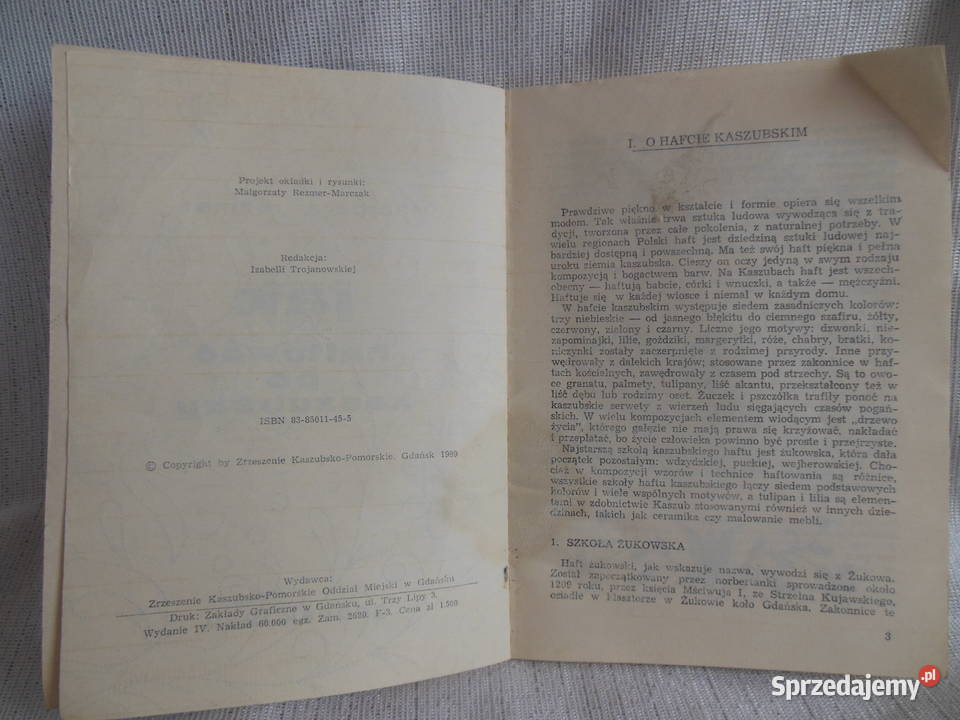 Projekt okładki i rysunki:
Małgorzaty Rezmer-Marczak
Redakcja:
Izabelli Trojanowskiej
ISBN 83-85011-45-5
© Copyright by Zrzeszenie Kaszubsko-Pomorskie, Gdańsk 1989
Wydawca:
Zrzeszenie Kaszubsko-Pomorskie Oddział Miejski w Gdańsku
Druk: Zakłady Graficzne w Gdańsku, ul. Trzy Lipy 3.
Wydanie IV. Nakład 60.000 egz. Zam. 2620. F-3. Cena zł 1.500
I. O HAFCIE KASZUBSKIM
Prawdziwe piękno w kształcie i formie opiera się wszelkim
modom. Tak właśnie trwa sztuka ludowa wywodząca się z tra-
dycji, tworzona przez całe pokolenia, z naturalnej potrzeby. W
wielu regionach Polski haft jest dziedziną sztuki ludowej naj-
bardziej dostępną i powszechną. Ma też swój haft piękna i pełna
uroku ziemia kaszubska. Cieszy on oczy jedyną w swym rodzaju
kompozycją i bogactwem barw. Na Kaszubach haft jest wszech-
obecny — haftują babcie, córki i wnuczki, a także — mężczyźni.
Haftuje się w każdej wiosce i niemal w każdym domu.
W hafcie kaszubskim występuje siedem zasadniczych kolorów:
trzy niebieskie — od jasnego błękitu do ciemnego szafiru, żółty,
czerwony, zielony i czarny. Liczne jego motywy: dzwonki, nie-
zapominajki, lilie, goździki, margerytki, róże, chabry, bratki, ko-
niczynki zostały zaczerpnięte z rodzimej przyrody. Inne przy-
wędrowały z dalekich krajów; stosowane przez zakonnice w haf-
tach kościelnych, zawędrowały z czasem pod strzechy. Są to owo-
ce granatu, palmety, tulipany, liść akantu, przekształcony też w
liść dębu lub rodzimy oset. Żuczek i pszczółka trafiły ponoć na
kaszubskie serwety z wierzeń ludu sięgających czasów pogań-
skich. W wielu kompozycjach elementem wiodącym jest „drzewo
życia”, którego gałęzie nie mają prawa się krzyżować, nakładać
i przeplatać, bo życie człowieka powinno być proste i przejrzyste.
Najstarszą szkołą kaszubskiego haftu jest żukowska, która dała
początek pozostałym: wdzydzkiej, puckiej, wejherowskiej. Cho-
ciaż w kompozycji wzorów i technice haftowania są różnice,
wszystkie szkoły haftu kaszubskiego łączy siedem podstawowych
kolorów i wiele wspólnych motywów, a tulipan i lilia są elemen-
tami w zdobnictwie Kaszub stosowanymi również w innych dzie-
dzinach, takich jak ceramika czy malowanie mebli.
1. SZKOŁA ŻUKOWSKA
Haft żukowski, jak wskazuje nazwa, wywodzi się z Żukowa.
Został zapoczątkowany przez norbertanki sprowadzone około
1209 roku, przez księcia Mściwuja I, ze Strzelna Kujawskiego,
osiadłe w klasztorze w Żukowie koło Gdańska. Zakonnice te
3
Sprzedajemy.pl